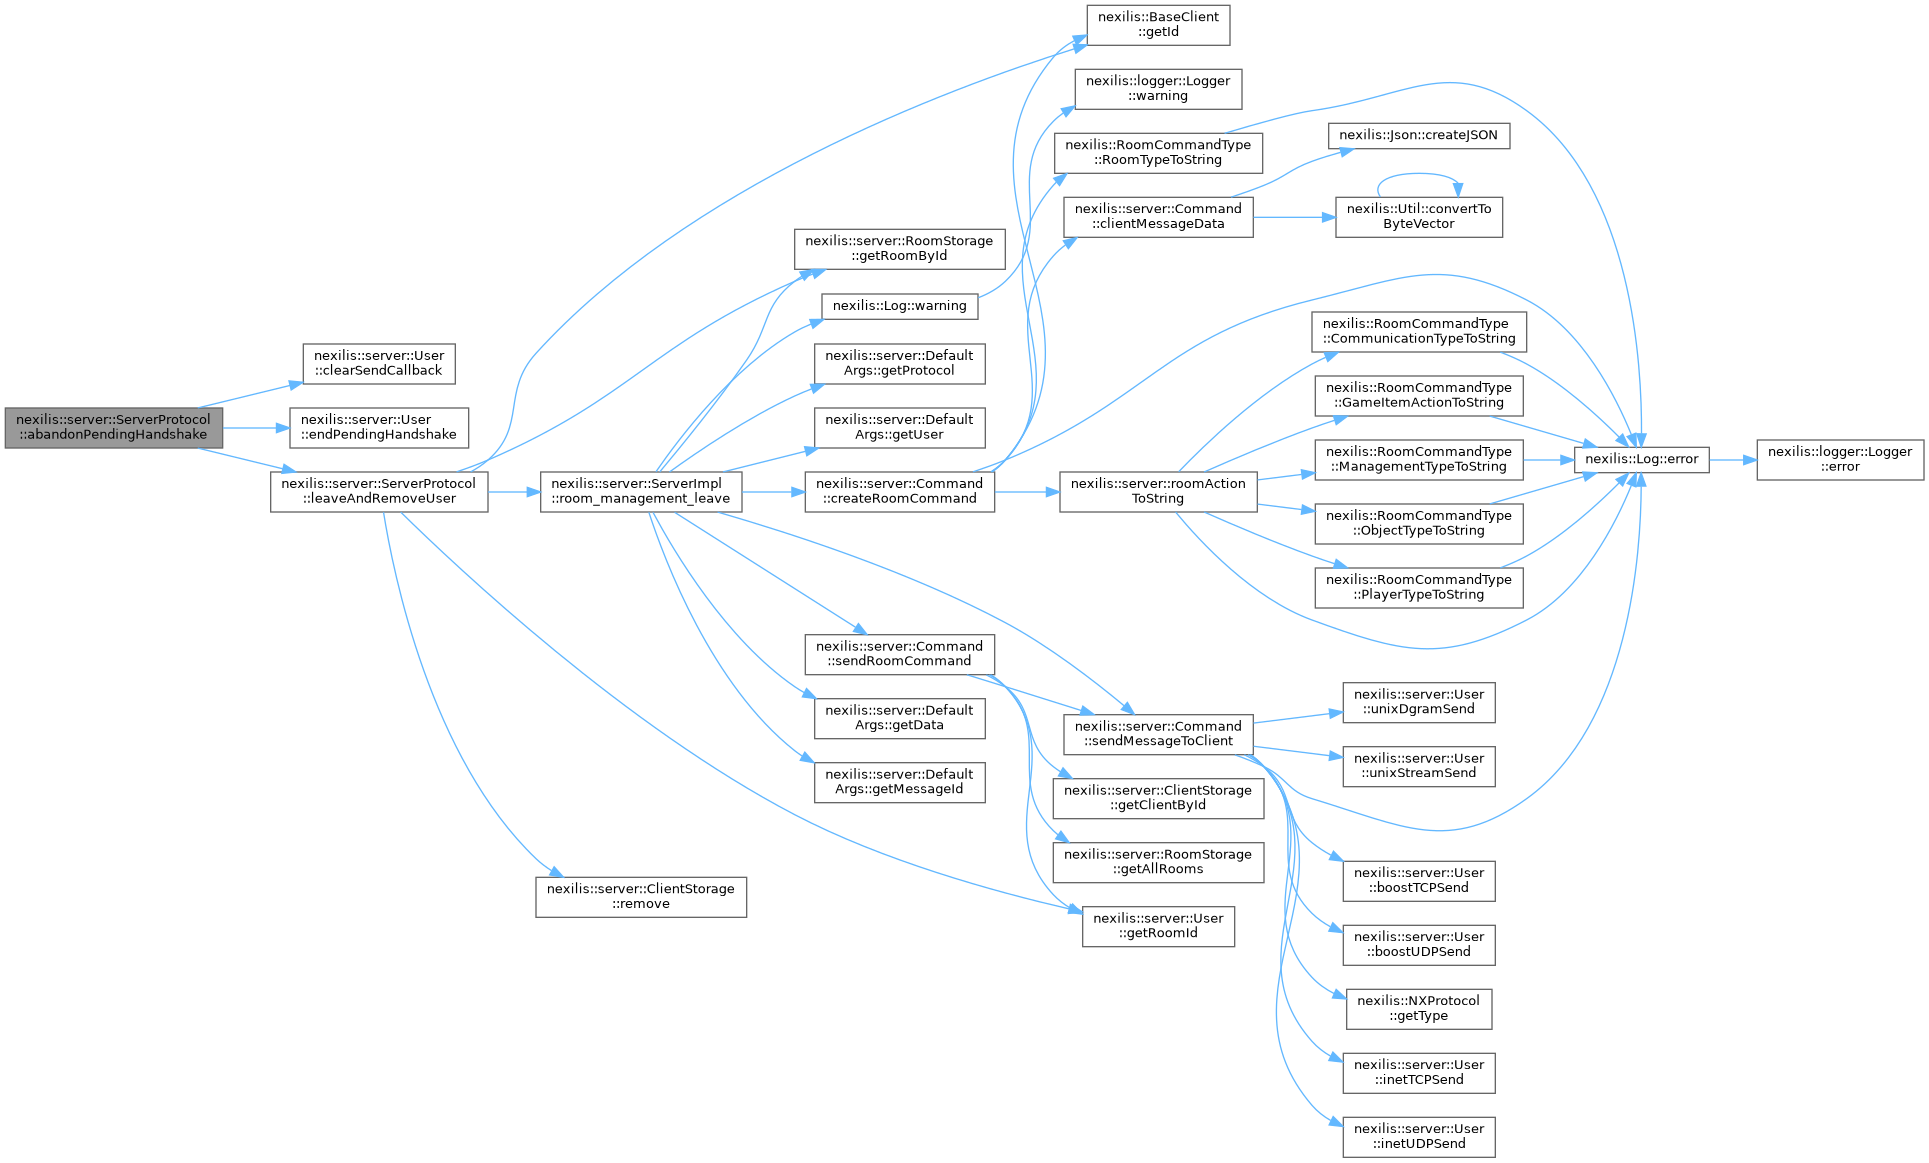 nexilis::server::ServerProtocol
::abandonPendingHandshake
nexilis::server::User
::clearSendCallback
nexilis::server::User
::endPendingHandshake
nexilis::server::ServerProtocol
::leaveAndRemoveUser
nexilis::BaseClient
::getId
nexilis::server::RoomStorage
::getRoomById
nexilis::server::ServerImpl
::room_management_leave
nexilis::Log::warning
nexilis::logger::Logger
::warning
nexilis::server::Default
Args::getProtocol
nexilis::server::Default
Args::getUser
nexilis::server::Command
::createRoomCommand
nexilis::RoomCommandType
::RoomTypeToString
nexilis::server::Command
::clientMessageData
nexilis::Json::createJSON
nexilis::Util::convertTo
ByteVector
nexilis::server::roomAction
ToString
nexilis::RoomCommandType
::CommunicationTypeToString
nexilis::RoomCommandType
::GameItemActionToString
nexilis::RoomCommandType
::ManagementTypeToString
nexilis::RoomCommandType
::ObjectTypeToString
nexilis::RoomCommandType
::PlayerTypeToString
nexilis::Log::error
nexilis::logger::Logger
::error
nexilis::server::Command
::sendRoomCommand
nexilis::server::Default
Args::getData
nexilis::server::Default
Args::getMessageId
nexilis::server::Command
::sendMessageToClient
nexilis::server::ClientStorage
::getClientById
nexilis::server::RoomStorage
::getAllRooms
nexilis::server::User
::getRoomId
nexilis::server::ClientStorage
::remove
nexilis::server::User
::unixDgramSend
nexilis::server::User
::unixStreamSend
nexilis::server::User
::boostTCPSend
nexilis::server::User
::boostUDPSend
nexilis::NXProtocol
::getType
nexilis::server::User
::inetTCPSend
nexilis::server::User
::inetUDPSend